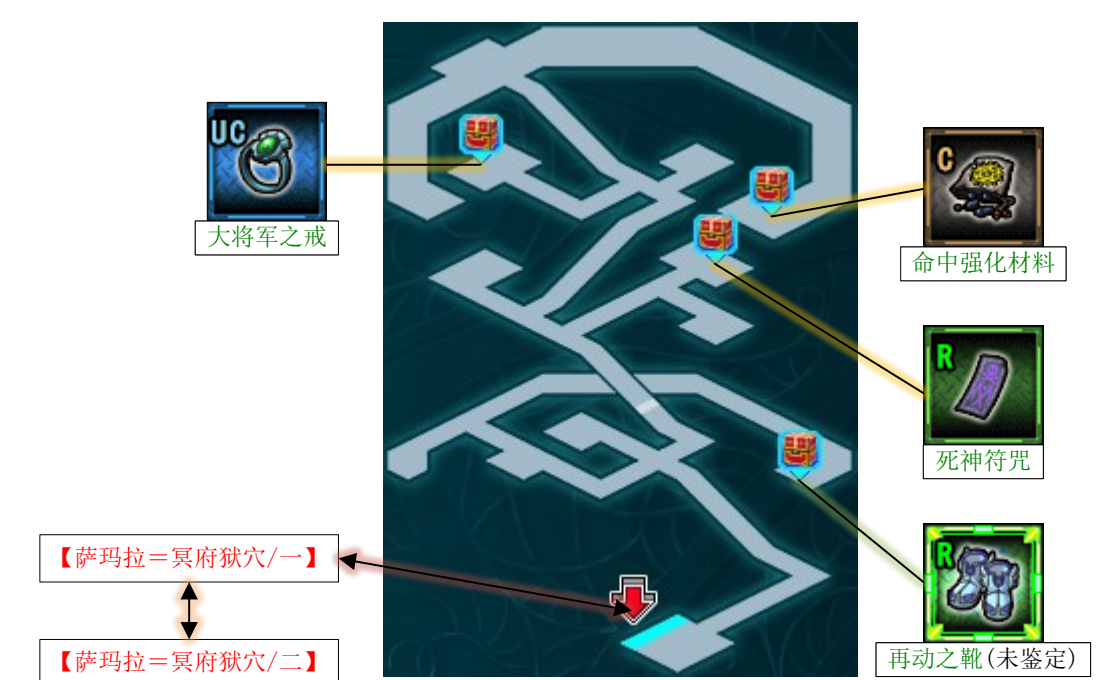 UC
大将军之戒
C
命中强化材料
R
死神符咒
R
再动之靴(未鉴定)
【萨玛拉＝冥府狱穴/一】
【萨玛拉＝冥府狱穴/二】